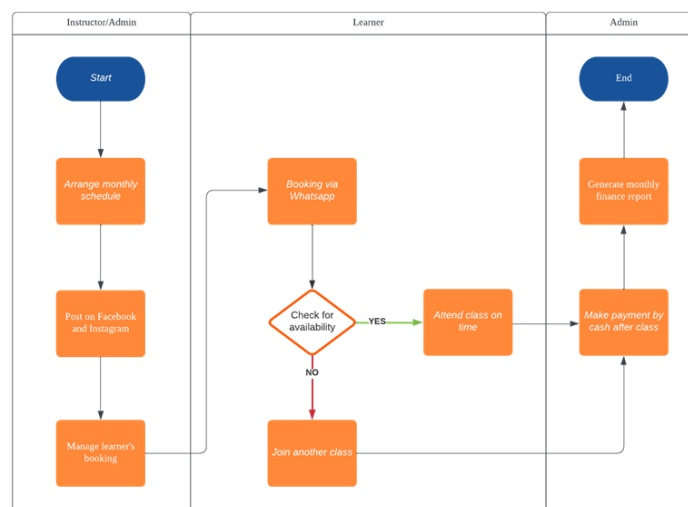 Instructor/Admin
Learner
Admin
Start
End
Arrange monthly
schedule
Booking via
Whatsapp
Generate monthly
finance report
Post on Facebook
and Instagram
Check for
availability
YES
Attend class on
time
Make payment by
cash after class
NO
Manage learner's
booking
Join another class